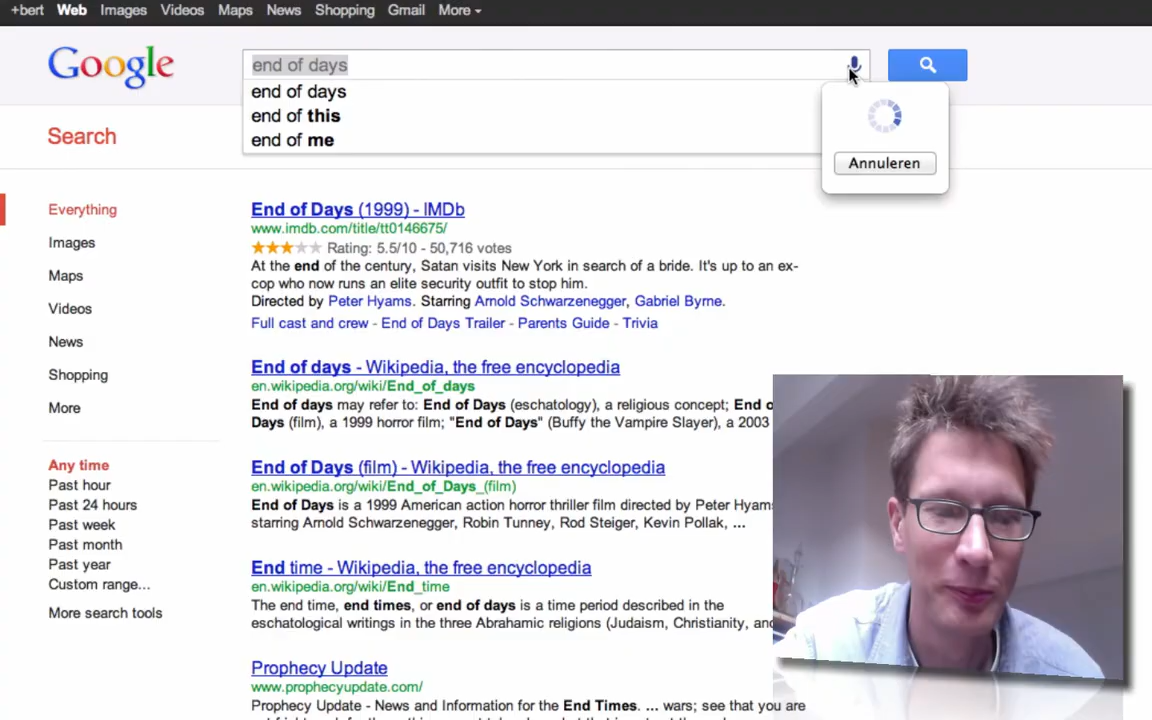 +bert Web Images Videos Maps News Shopping Gmail More
Google
end of days
end of days
end of this
end of me
Annuleren
Search
Everything
Images
Maps
Videos
News
Shopping
More
Any time
Past hour
Past 24 hours
Past week
Past month
Past year
Custom range...
More search tools
End of Days (1999) - IMDb
www.imdb.com/title/tt0146675/
Rating: 5.5/10 - 50,716 votes
At the end of the century, Satan visits New York in search of a bride. It's up to an ex-
cop who now runs an elite security outfit to stop him.
Directed by Peter Hyams. Starring Arnold Schwarzenegger, Gabriel Byrne.
Full cast and crew - End of Days Trailer - Parents Guide - Trivia
End of days - Wikipedia, the free encyclopedia
en.wikipedia.org/wiki/End_of_days
End of days may refer to: End of Days (eschatology), a religious concept; End o
Days (film), a 1999 horror film; "End of Days" (Buffy the Vampire Slayer), a 2003
End of Days (film) - Wikipedia, the free encyclopedia
en.wikipedia.org/wiki/End_of_Days_(film)
End of Days is a 1999 American action horror thriller film directed by Peter Hyams
starring Arnold Schwarzenegger, Robin Tunney, Rod Steiger, Kevin Pollak, ...
End time - Wikipedia, the free encyclopedia
en.wikipedia.org/wiki/End_time
The end time, end times, or end of days is a time period described in the
eschatological writings in the three Abrahamic religions (Judaism, Christianity, and
Prophecy Update
www.prophecyupdate.com/
Prophecy Update - News and Information for the End Times. ... wars; see that you are